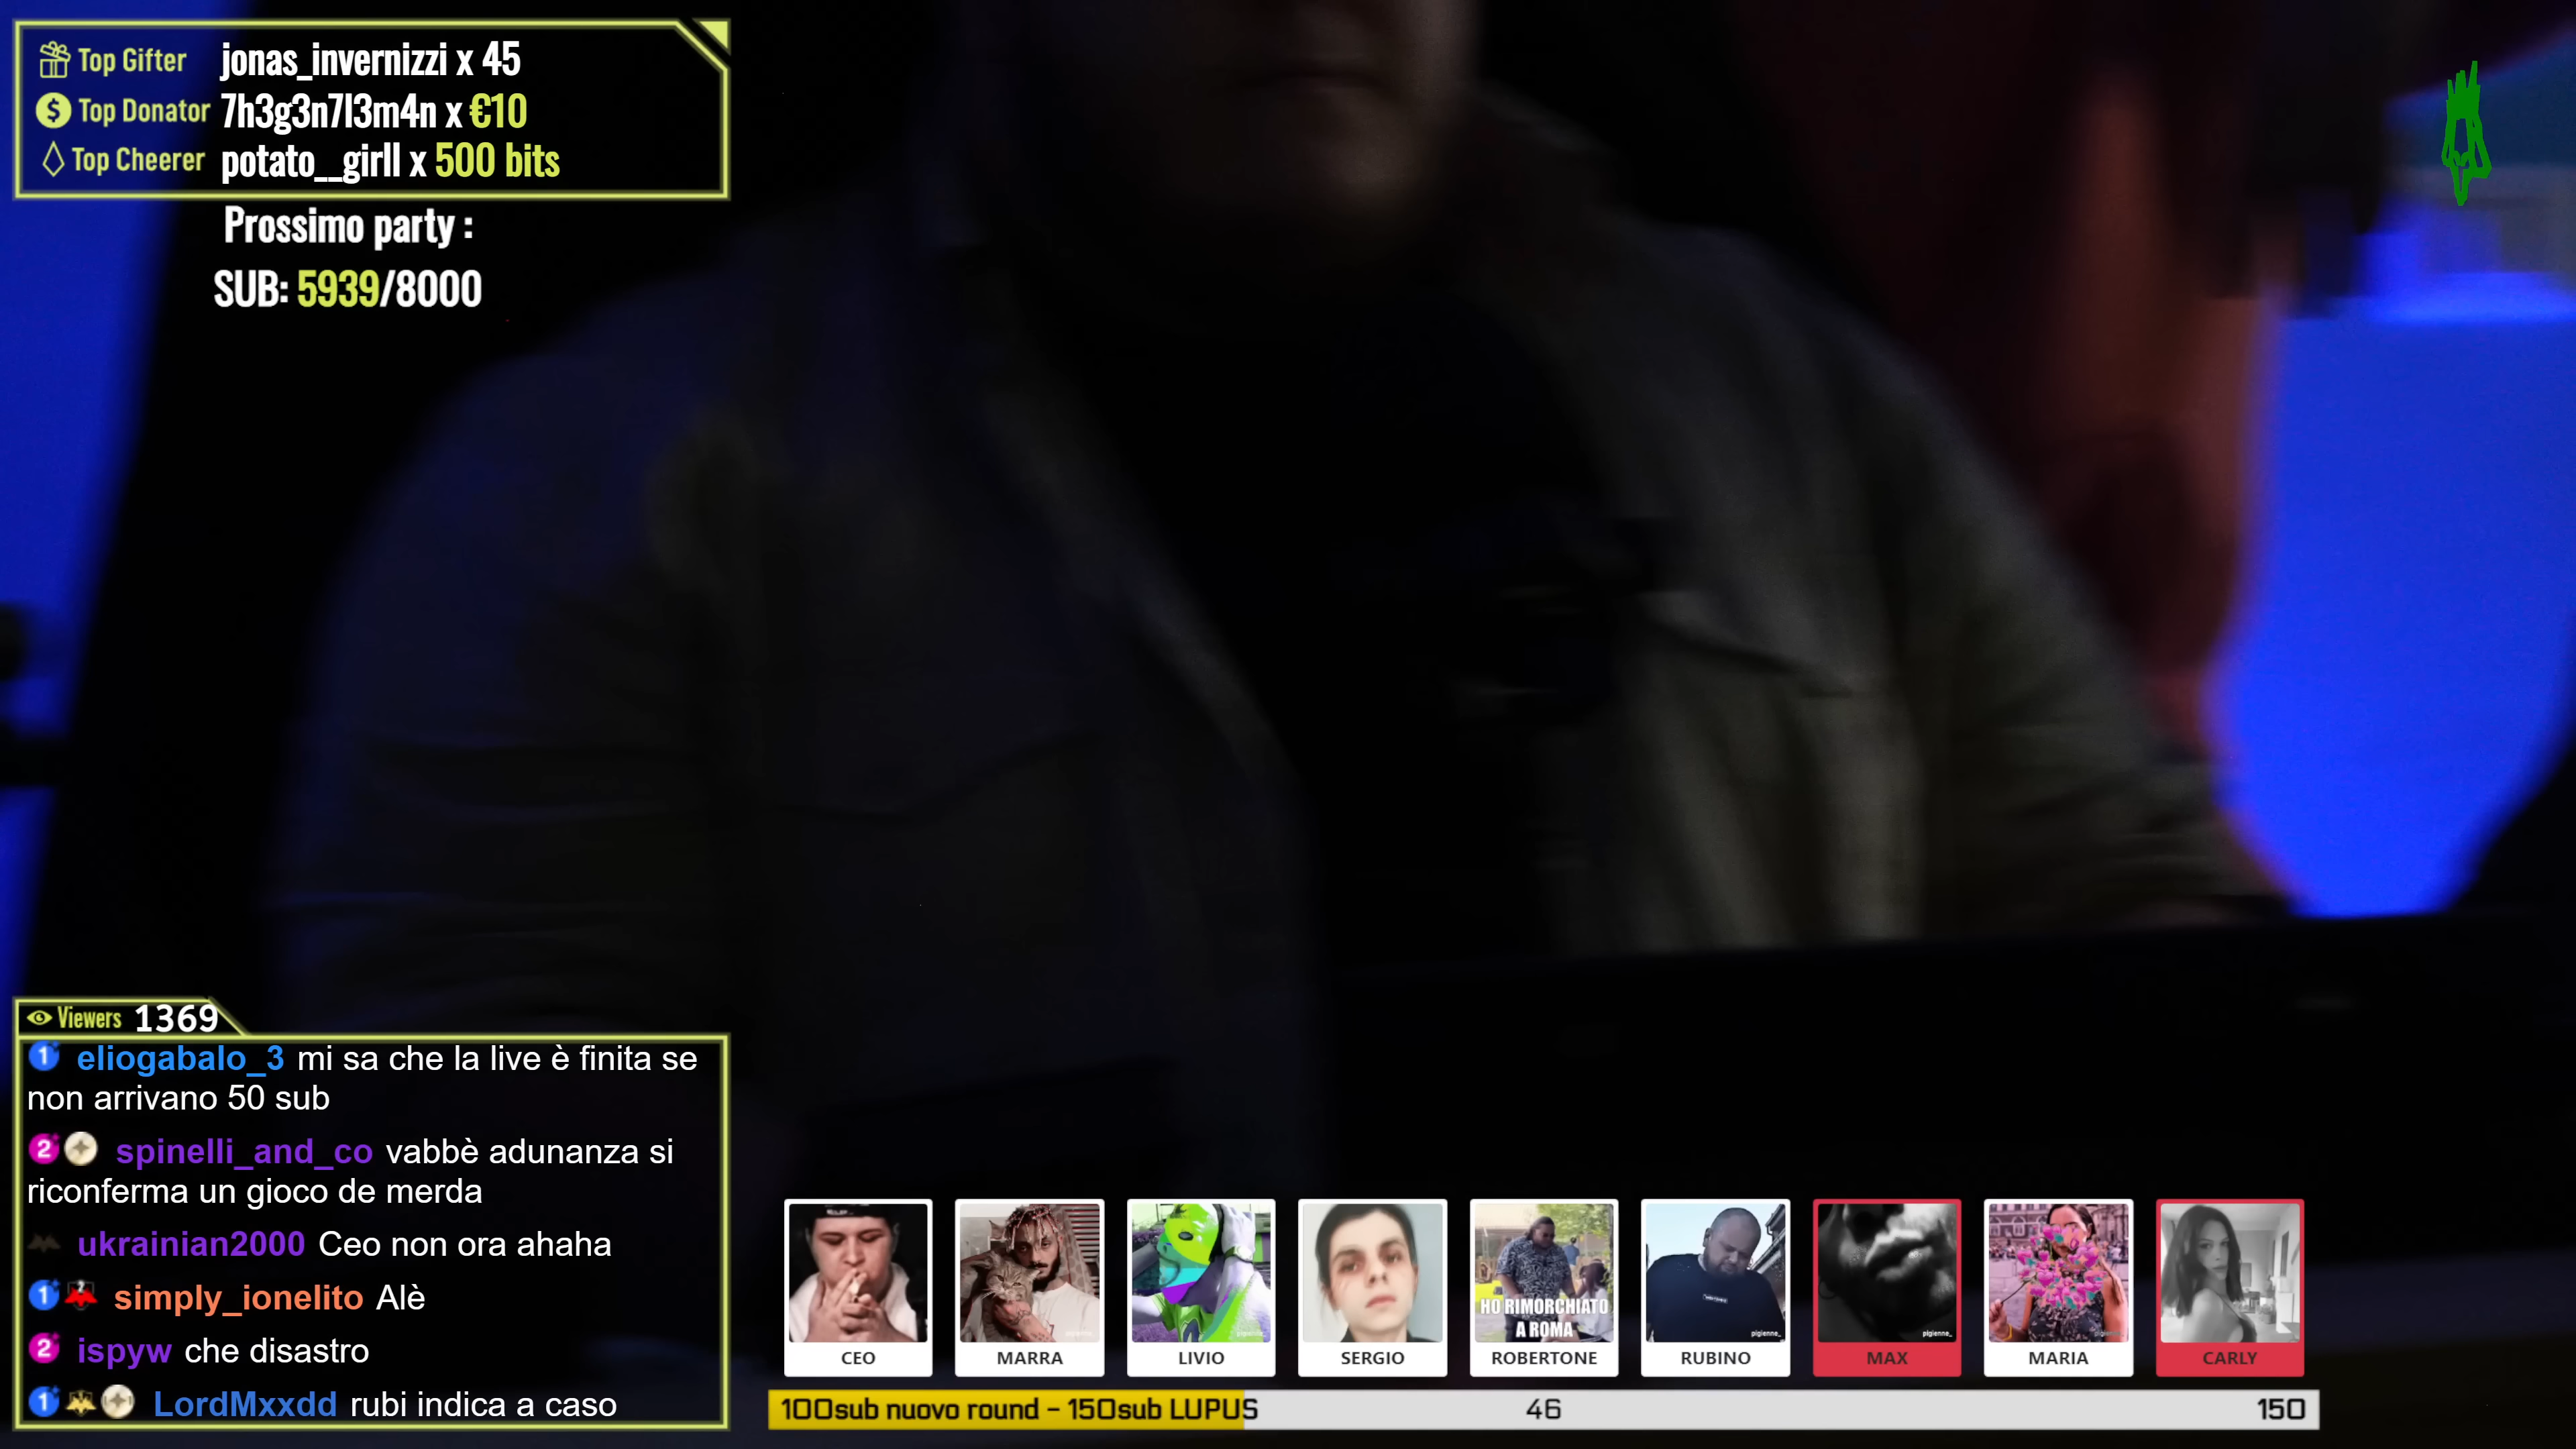 Top Gifter jonas_invernizzi x 45
Top Donator 7h3g3n7l3m4n x €10
Top Cheerer potato__girll x 500 bits
Prossimo party :
SUB: 5939/8000
Viewers 1369
eliogabalo_3 mi sa che la live è finita se
non arrivano 50 sub
spinelli_and_co vabbè adunanza si
riconferma un gioco de merda
ukrainian2000 Ceo non ora ahaha
simply_ionelito Alè
ispyw che disastro
LordMxxdd rubi indica a caso
HO RIMORCHIATO
A ROMA
pigienne_
pigienne_
CEO MARRA LIVIO SERGIO ROBERTONE RUBINO MAX MARIA CARLY
100sub nuovo round - 150sub LUPUS 46 150